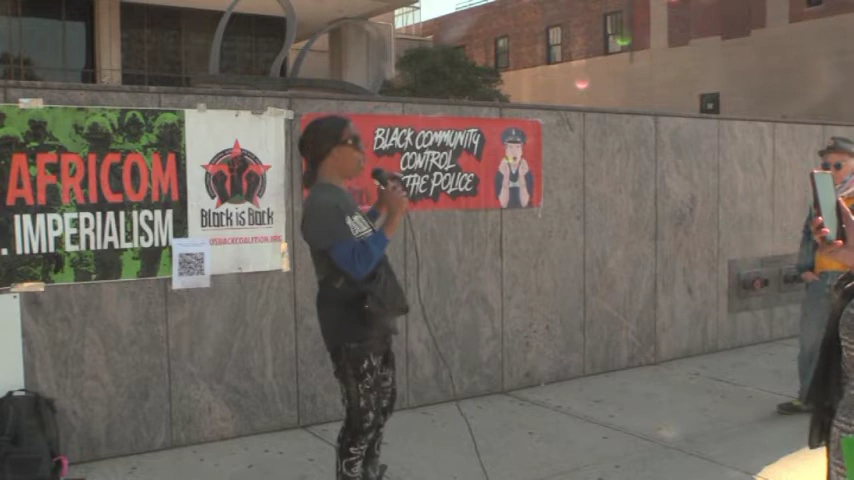 AFRICOM
. IMPERIALISM
Black is Back
BLACK COMMUNITY
CONTROL
THE POLICE